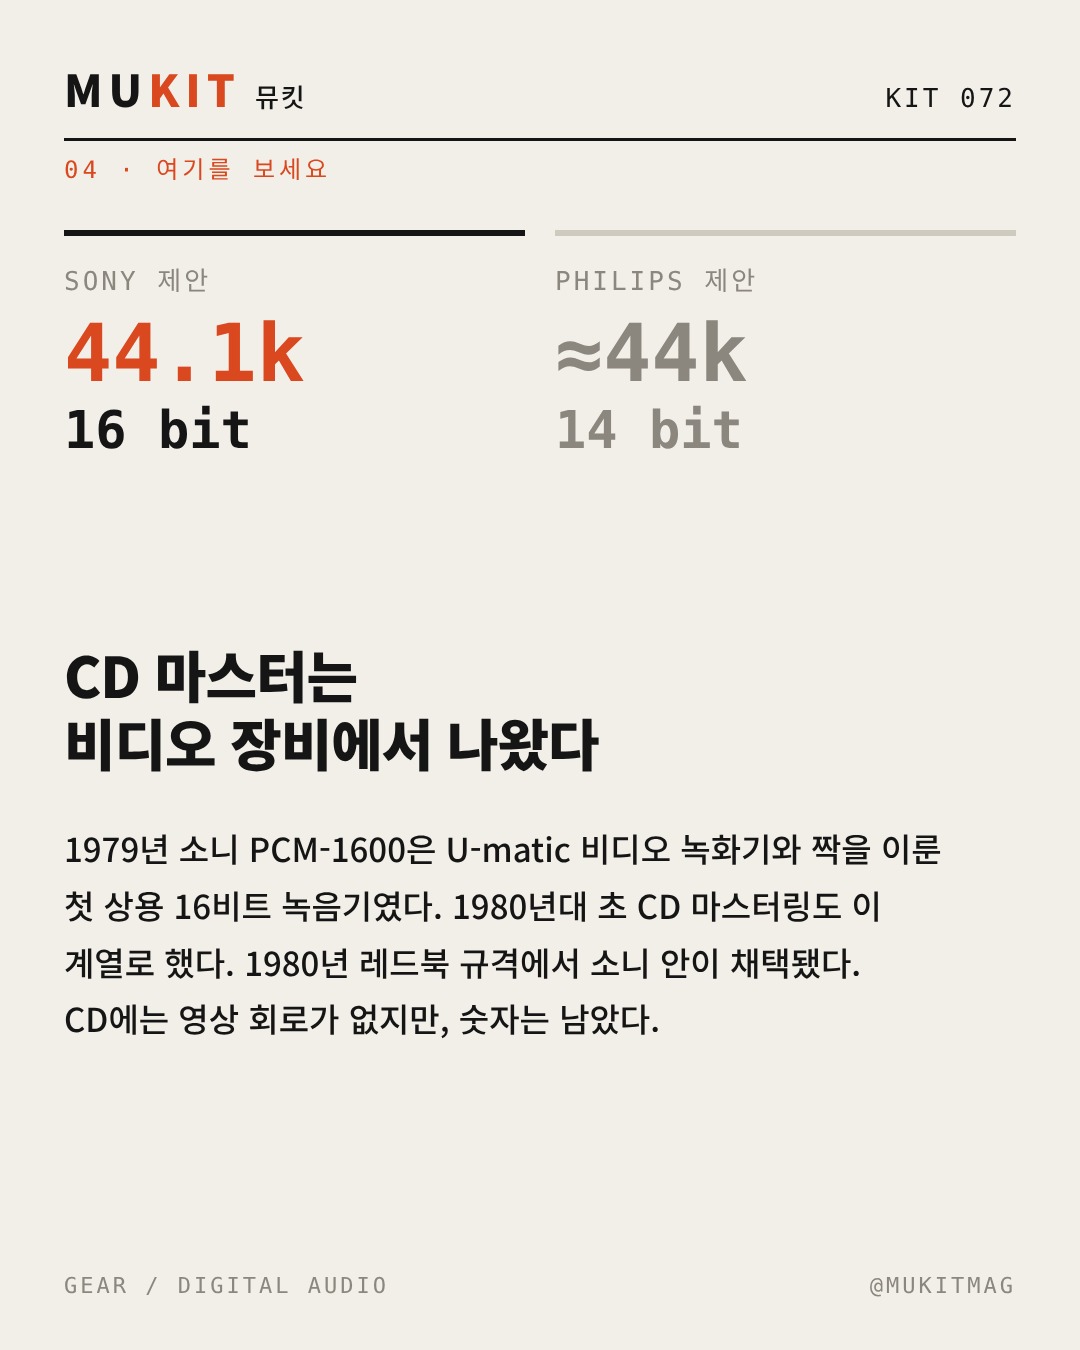 MUKIT 뮤킷
KIT 072
04 · 여기를 보세요
SONY 제안
44.1k
16 bit
PHILIPS 제안
≈44k
14 bit
CD 마스터는
비디오 장비에서 나왔다
1979년 소니 PCM-1600은 U-matic 비디오 녹화기와 짝을 이룬
첫 상용 16비트 녹음기였다. 1980년대 초 CD 마스터링도 이
계열로 했다. 1980년 레드북 규격에서 소니 안이 채택됐다.
CD에는 영상 회로가 없지만, 숫자는 남았다.
GEAR / DIGITAL AUDIO
@MUKITMAG